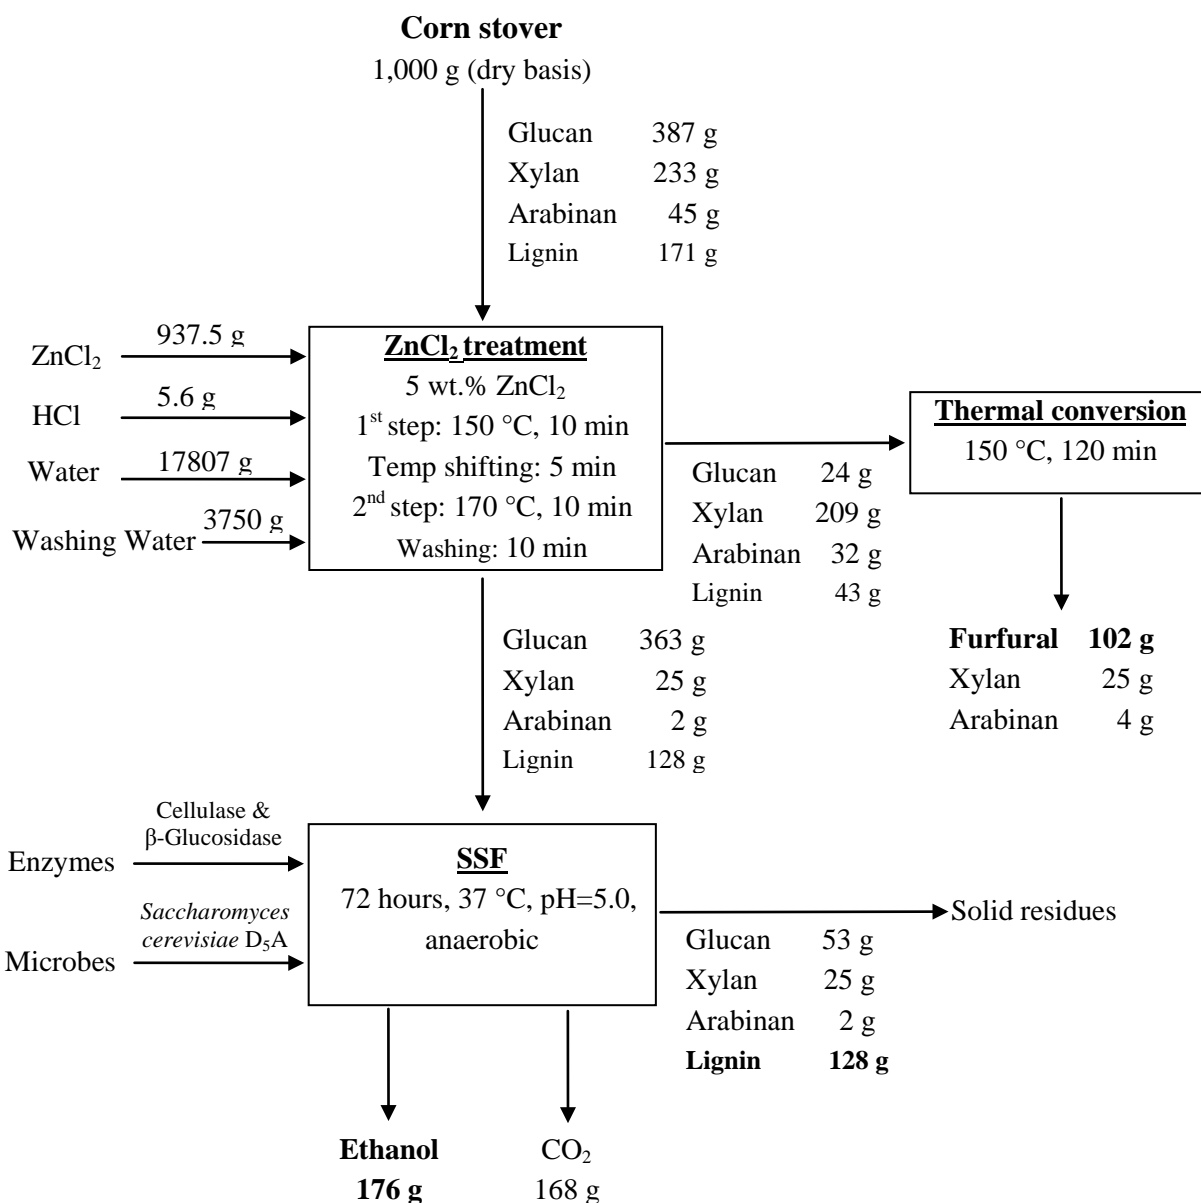 Corn stover
1,000 g (dry basis)
Glucan 387 g
Xylan 233 g
Arabinan 45 g
Lignin 171 g
ZnCl₂ 937.5 g
HCl 5.6 g
Water 17807 g
Washing Water 3750 g
ZnCl₂ treatment
5 wt.% ZnCl₂
1ˢᵗ step: 150 °C, 10 min
Temp shifting: 5 min
2ⁿᵈ step: 170 °C, 10 min
Washing: 10 min
Glucan 24 g
Xylan 209 g
Arabinan 32 g
Lignin 43 g
Thermal conversion
150 °C, 120 min
Furfural 102 g
Xylan 25 g
Arabinan 4 g
Glucan 363 g
Xylan 25 g
Arabinan 2 g
Lignin 128 g
Enzymes
Cellulase &
β-Glucosidase
Microbes
Saccharomyces
cerevisiae D₅A
SSF
72 hours, 37 °C, pH=5.0,
anaerobic
Solid residues
Glucan 53 g
Xylan 25 g
Arabinan 2 g
Lignin 128 g
Ethanol
176 g
CO₂
168 g